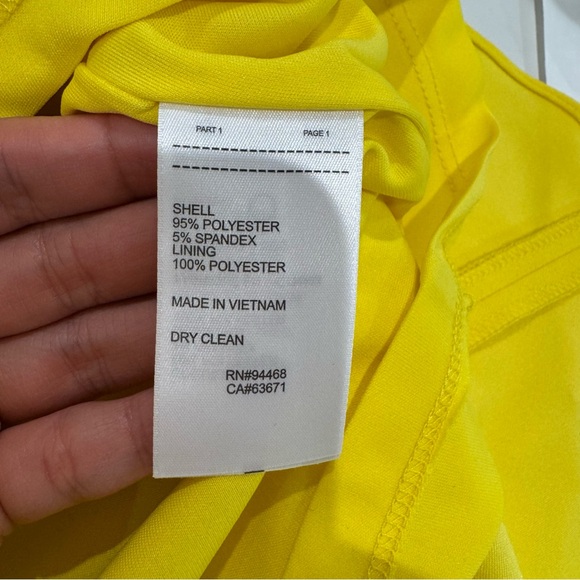 PART 1 PAGE 1
SHELL
95% POLYESTER
5% SPANDEX
LINING
100% POLYESTER
MADE IN VIETNAM
DRY CLEAN
RN#94468
CA#63671